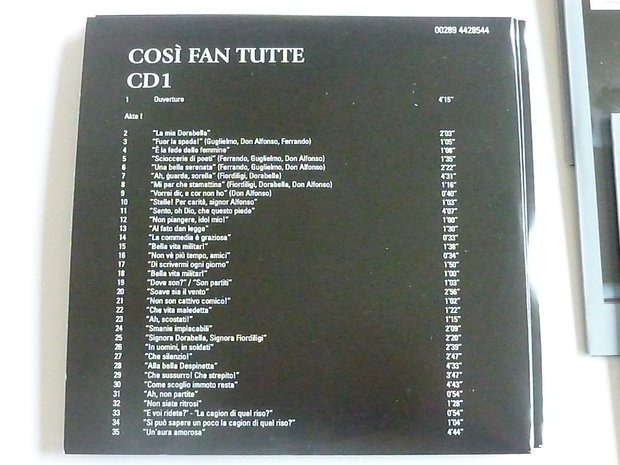 00289 4428544
COSÌ FAN TUTTE
CD1
1 Ouverture 4'15"
Akte I
2 "La mia Dorabella" 2'03"
3 "Fuor la spada!" (Guglielmo, Don Alfonso, Ferrando) 1'05"
4 "È la fede delle femmine" 1'08"
5 "Scioccerie di poeti" (Ferrando, Guglielmo, Don Alfonso) 1'35"
6 "Una bella serenata" (Ferrando, Guglielmo, Don Alfonso) 2'22"
7 "Ah, guarda, sorella" (Fiordiligi, Dorabella) 4'31"
8 "Mi par che stamattina" (Fiordiligi, Dorabella, Don Alfonso) 1'16"
9 "Vorrei dir, e cor non ho" (Don Alfonso) 0'40"
10 "Stelle! Per carità, signor Alfonso" 1'03"
11 "Sento, oh Dio, che questo piede" 4'07"
12 "Non piangere, idol mio!" 1'00"
13 "Al fato dan legge" 1'30"
14 "La commedia è graziosa" 0'33"
15 "Bella vita militar!" 1'38"
16 "Non vè più tempo, amici" 0'34"
17 "Di scrivermi ogni giorno" 1'50"
18 "Bella vita militar!" 1'00"
19 "Dove son?" / "Son partiti" 1'03"
20 "Soave sia il vento" 2'56"
21 "Non son cattivo comico!" 1'02"
22 "Che vita maledetta" 1'22"
23 "Ah, scostati!" 1'15"
24 "Smanie implacabili" 2'09"
25 "Signora Dorabella, Signora Fiordiligi" 2'20"
26 "In uomini, in soldati" 2'39"
27 "Che silenzio!" 2'47"
28 "Alla bella Despinetta" 4'33"
29 "Che sussurro! Che strepito!" 3'47"
30 "Come scoglio immoto resta" 4'43"
31 "Ah, non partite" 0'54"
32 "Non siate ritrosi" 1'28"
33 "E voi ridete?" - "La cagion di quel riso?" 0'54"
34 "Si può sapere un poco la cagion di quel riso?" 1'04"
35 "Un'aura amorosa" 4'44"